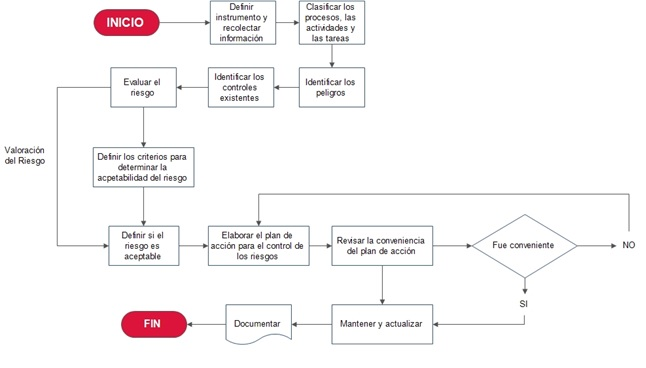 INICIO
Definir
instrumento y
recolectar
información
Clasificar los
procesos, las
actividades y
las tareas
Evaluar el
riesgo
Identificar los
controles
existentes
Identificar los
peligros
Valoración
del Riesgo
Definir los criterios para
determinar la
acpetabilidad del riesgo
Definir si el
riesgo es
aceptable
Elaborar el plan de
acción para el control de
los riesgos
Revisar la conveniencia
del plan de acción
Fue conveniente
NO
SI
FIN
Documentar
Mantener y actualizar